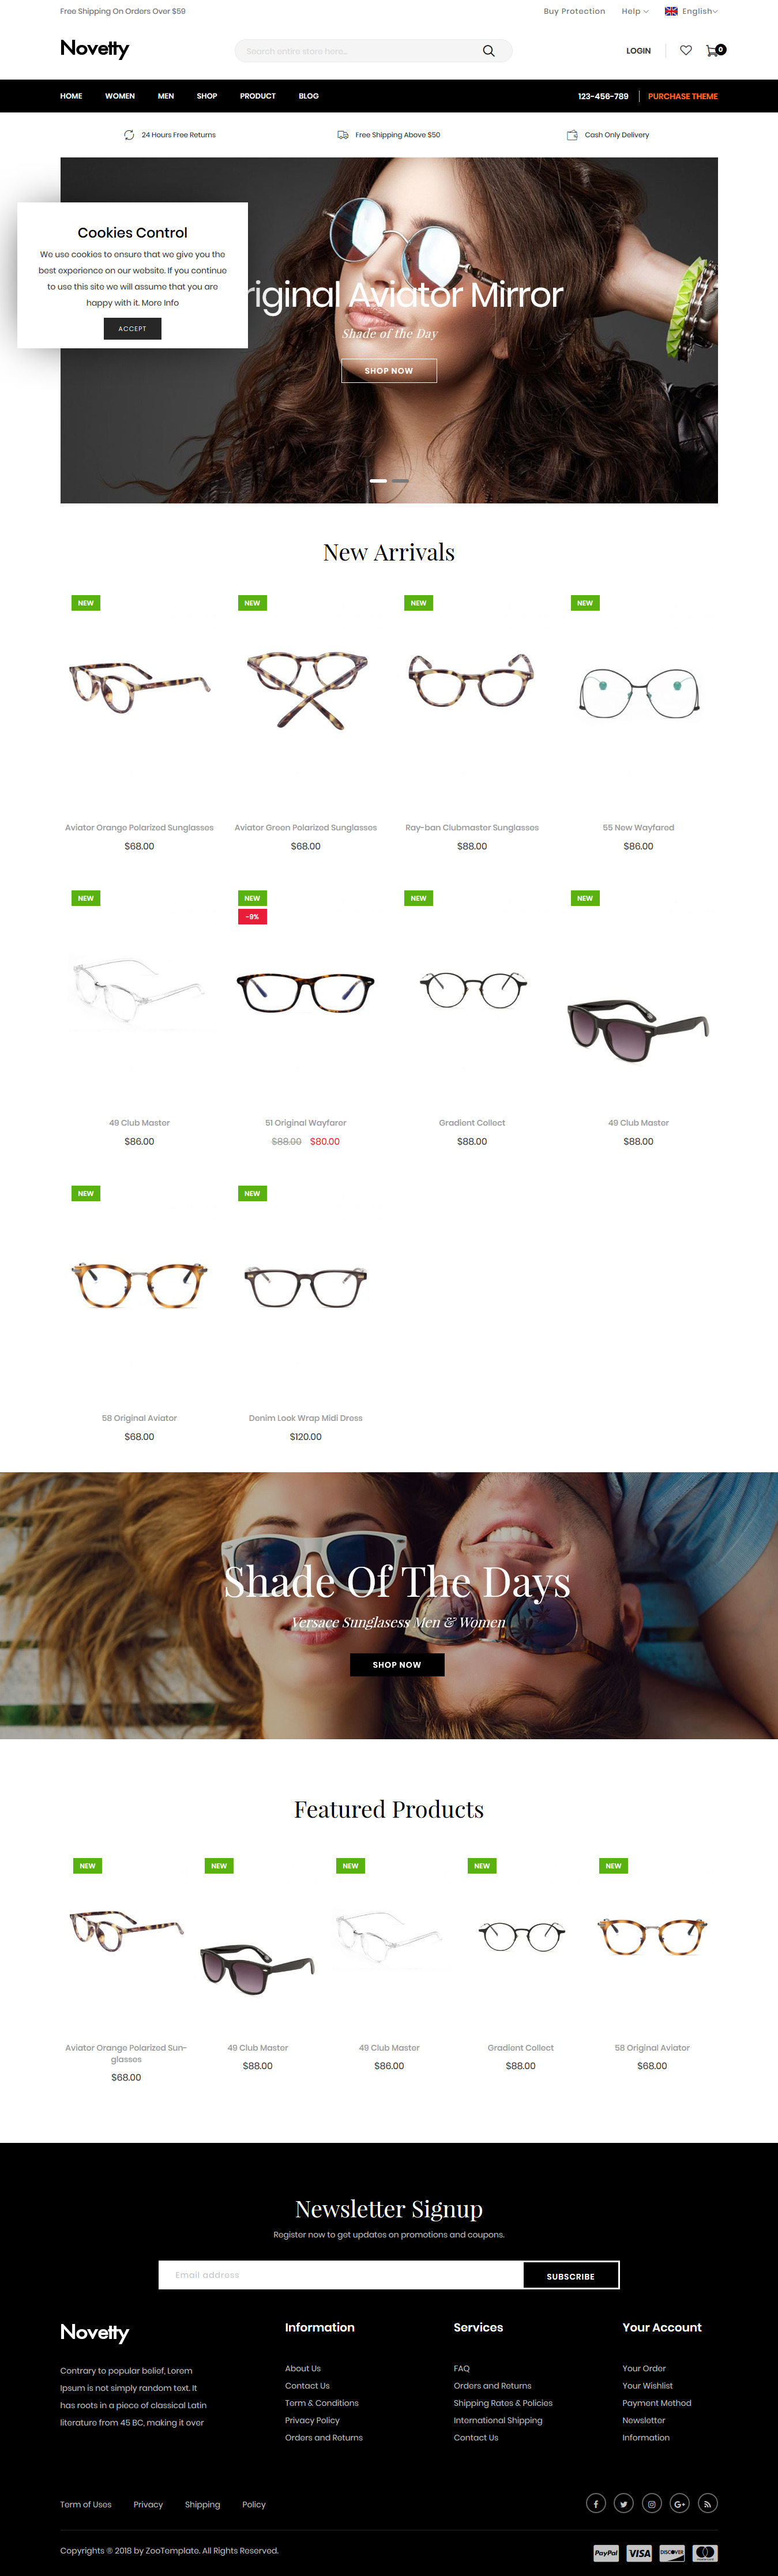 Free Shipping On Orders Over $59
Buy Protection Help English
Novetty
Search entire store here...
LOGIN 0
HOME WOMEN MEN SHOP PRODUCT BLOG
123-456-789 PURCHASE THEME
24 Hours Free Returns
Free Shipping Above $50
Cash Only Delivery
Cookies Control
We use cookies to ensure that we give you the
best experience on our website. If you continue
to use this site we will assume that you are
happy with it. More Info
ACCEPT
riginal Aviator Mirror
Shade of the Day
SHOP NOW
New Arrivals
NEW NEW NEW NEW
Aviator Orange Polarized Sunglasses Aviator Green Polarized Sunglasses Ray-ban Clubmaster Sunglasses 55 New Wayfared
$68.00 $68.00 $88.00 $86.00
NEW NEW NEW NEW
-9%
49 Club Master 51 Original Wayfarer Gradient Collect 49 Club Master
$86.00 $88.00 $80.00 $88.00 $88.00
NEW NEW
58 Original Aviator Denim Look Wrap Midi Dress
$68.00 $120.00
Shade Of The Days
Versace Sunglasess Men & Women
SHOP NOW
Featured Products
NEW NEW NEW NEW NEW
Aviator Orange Polarized Sun-
glasses
$68.00
49 Club Master
$88.00
49 Club Master
$86.00
Gradient Collect
$88.00
58 Original Aviator
$68.00
Newsletter Signup
Register now to get updates on promotions and coupons.
Email address
SUBSCRIBE
Novetty
Contrary to popular belief, Lorem
Ipsum is not simply random text. It
has roots in a piece of classical Latin
literature from 45 BC, making it over
Information
About Us
Contact Us
Term & Conditions
Privacy Policy
Orders and Returns
Services
FAQ
Orders and Returns
Shipping Rates & Policies
International Shipping
Contact Us
Your Account
Your Order
Your Wishlist
Payment Method
Newsletter
Information
Term of Uses Privacy Shipping Policy
Copyrights ® 2018 by ZooTemplate. All Rights Reserved.
PayPal VISA DISCOVER